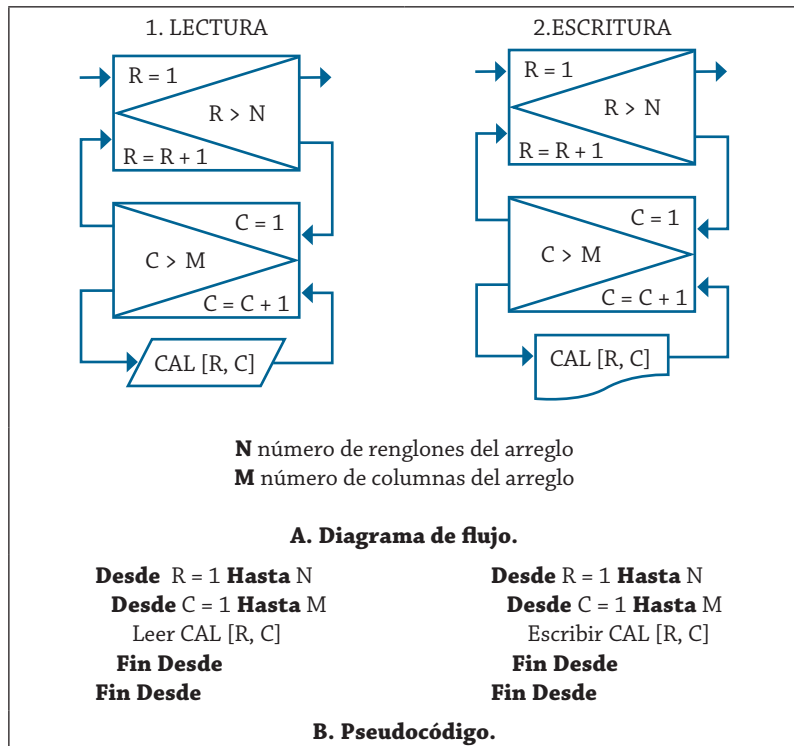 1. LECTURA
R = 1
R > N
R = R + 1
C = 1
C > M
C = C + 1
CAL [R, C]
2.ESCRITURA
R = 1
R > N
R = R + 1
C = 1
C > M
C = C + 1
CAL [R, C]
N número de renglones del arreglo
M número de columnas del arreglo
A. Diagrama de flujo.
Desde R = 1 Hasta N
Desde C = 1 Hasta M
Leer CAL [R, C]
Fin Desde
Fin Desde
Desde R = 1 Hasta N
Desde C = 1 Hasta M
Escribir CAL [R, C]
Fin Desde
Fin Desde
B. Pseudocódigo.